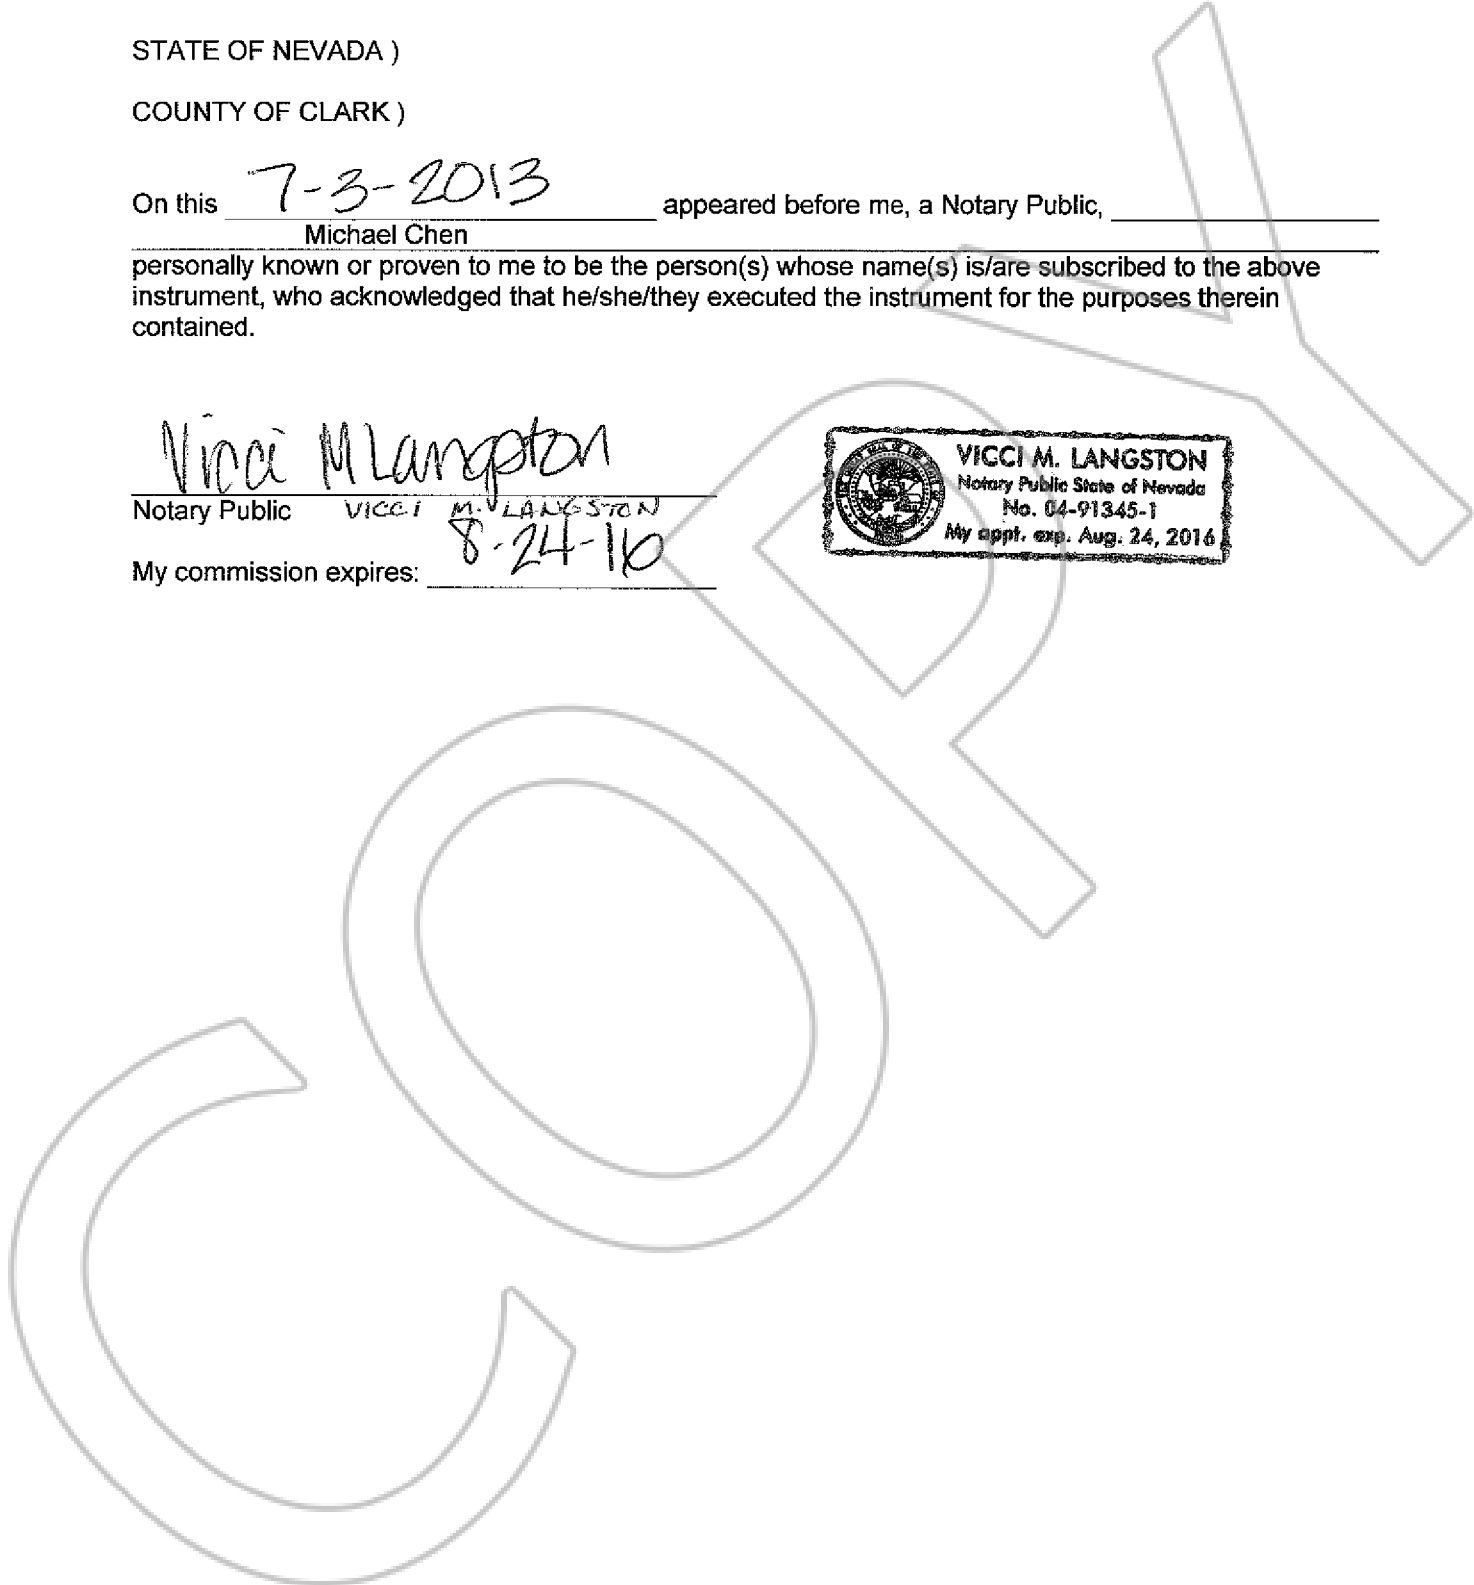 STATE OF NEVADA )
COUNTY OF CLARK )
On this 7-3-2013 appeared before me, a Notary Public,
Michael Chen
personally known or proven to me to be the person(s) whose name(s) is/are subscribed to the above
instrument, who acknowledged that he/she/they executed the instrument for the purposes therein
contained.
Vicci M Langston
Notary Public VICCI M. LANGSTON
My commission expires: 8-24-16
VICCI M. LANGSTON
Notary Public State of Nevada
No. 04-91345-1
My appt. exp. Aug. 24, 2016
COPY